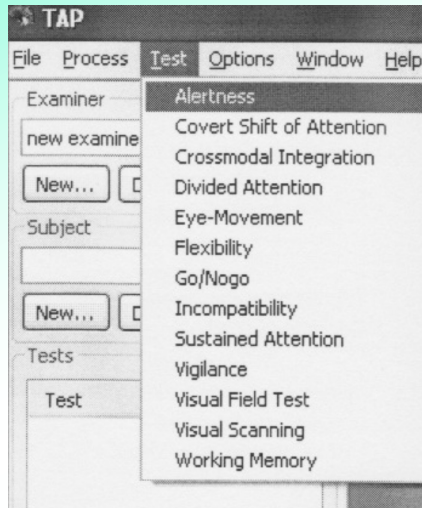 TAP
File Process Test Options Window Help
Examiner
new examine
New...
Subject
New...
Tests
Test
Alertness
Covert Shift of Attention
Crossmodal Integration
Divided Attention
Eye-Movement
Flexibility
Go/Nogo
Incompatibility
Sustained Attention
Vigilance
Visual Field Test
Visual Scanning
Working Memory